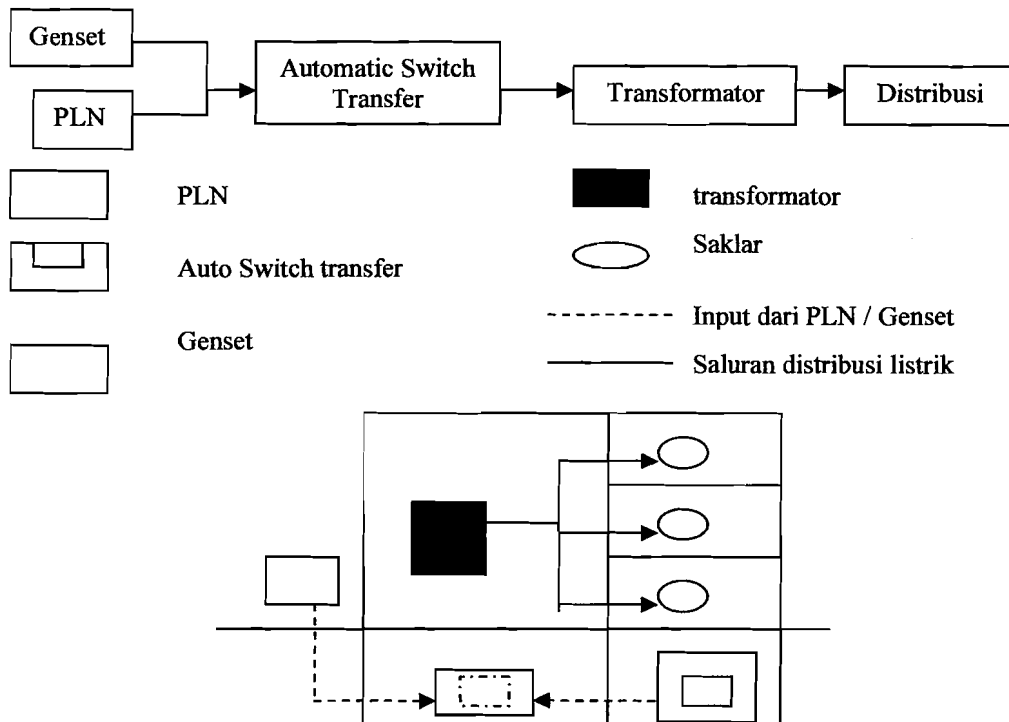 Genset
PLN
Automatic Switch
Transfer
Transformator
Distribusi
PLN
transformator
Saklar
Auto Switch transfer
Input dari PLN / Genset
Genset
Saluran distribusi listrik